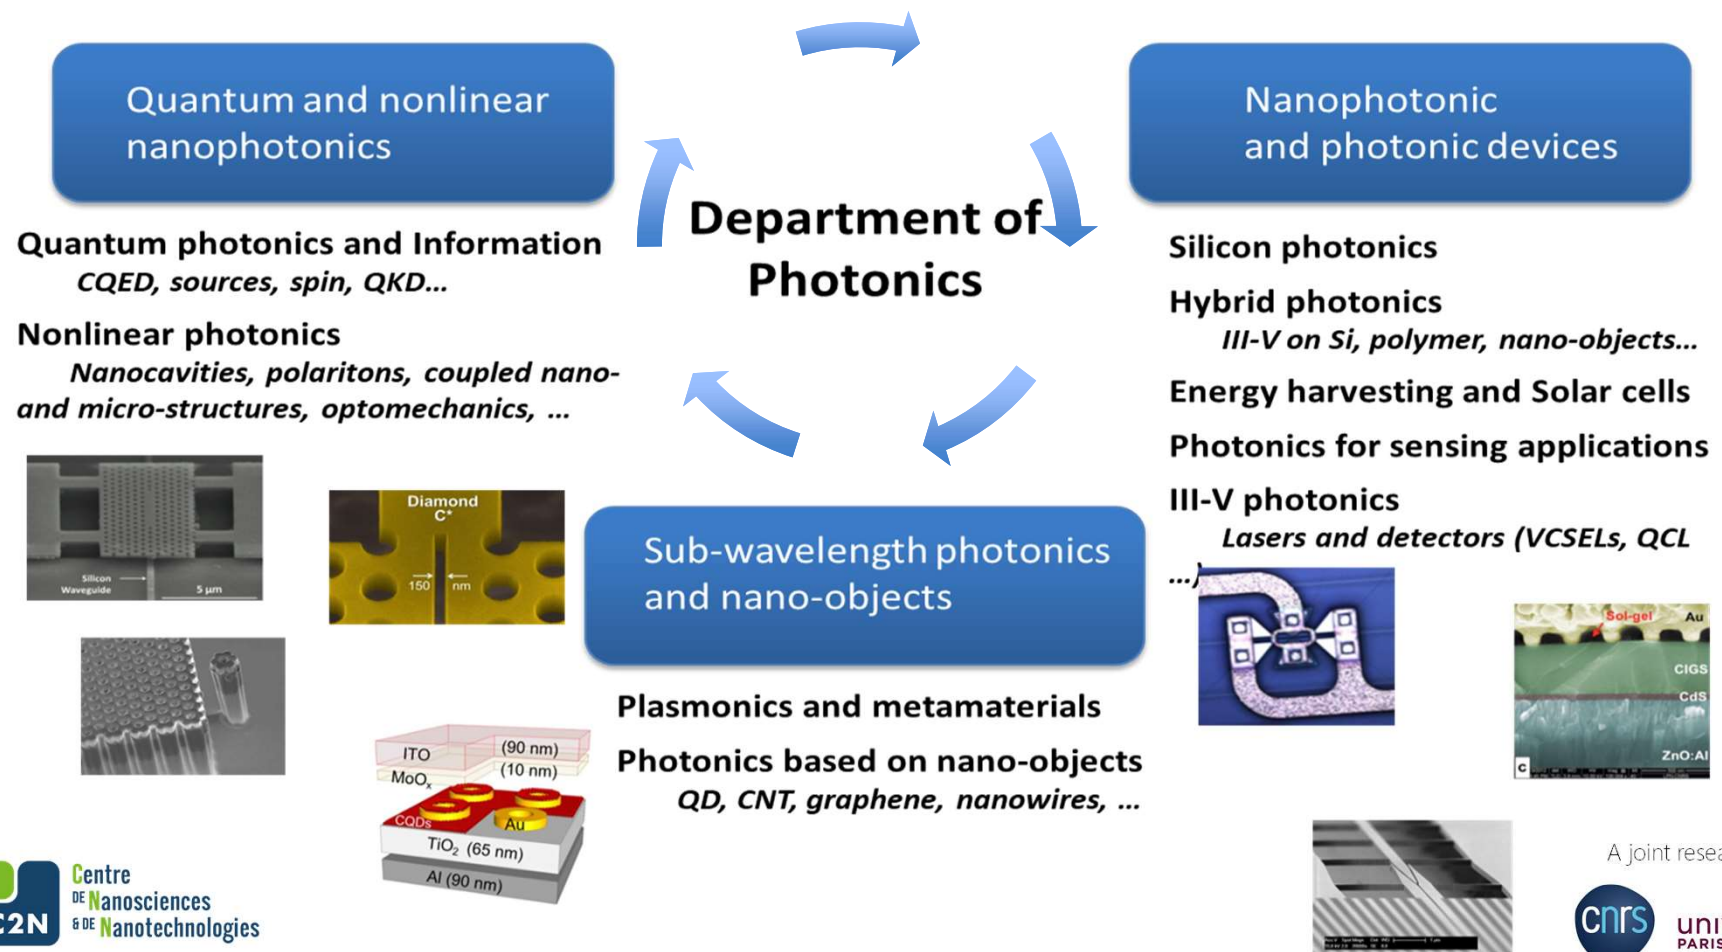 Quantum and nonlinear
nanophotonics
Quantum photonics and Information
CQED, sources, spin, QKD...
Nonlinear photonics
Nanocavities, polaritons, coupled nano-
and micro-structures, optomechanics, ...
Silicon
Waveguide
5 µm
Diamond
C*
150 nm
Department of
Photonics
Sub-wavelength photonics
and nano-objects
Plasmonics and metamaterials
Photonics based on nano-objects
QD, CNT, graphene, nanowires, ...
ITO (90 nm)
MoOx (10 nm)
CQDs
Au
TiO2 (65 nm)
Al (90 nm)
Nanophotonic
and photonic devices
Silicon photonics
Hybrid photonics
III-V on Si, polymer, nano-objects...
Energy harvesting and Solar cells
Photonics for sensing applications
III-V photonics
Lasers and detectors (VCSELs, QCL
...)
Sol-gel Au
CIGS
CdS
ZnO:Al
C
C2N
Centre
DE Nanosciences
& DE Nanotechnologies
A joint resea
cnrs
uni
PARIS